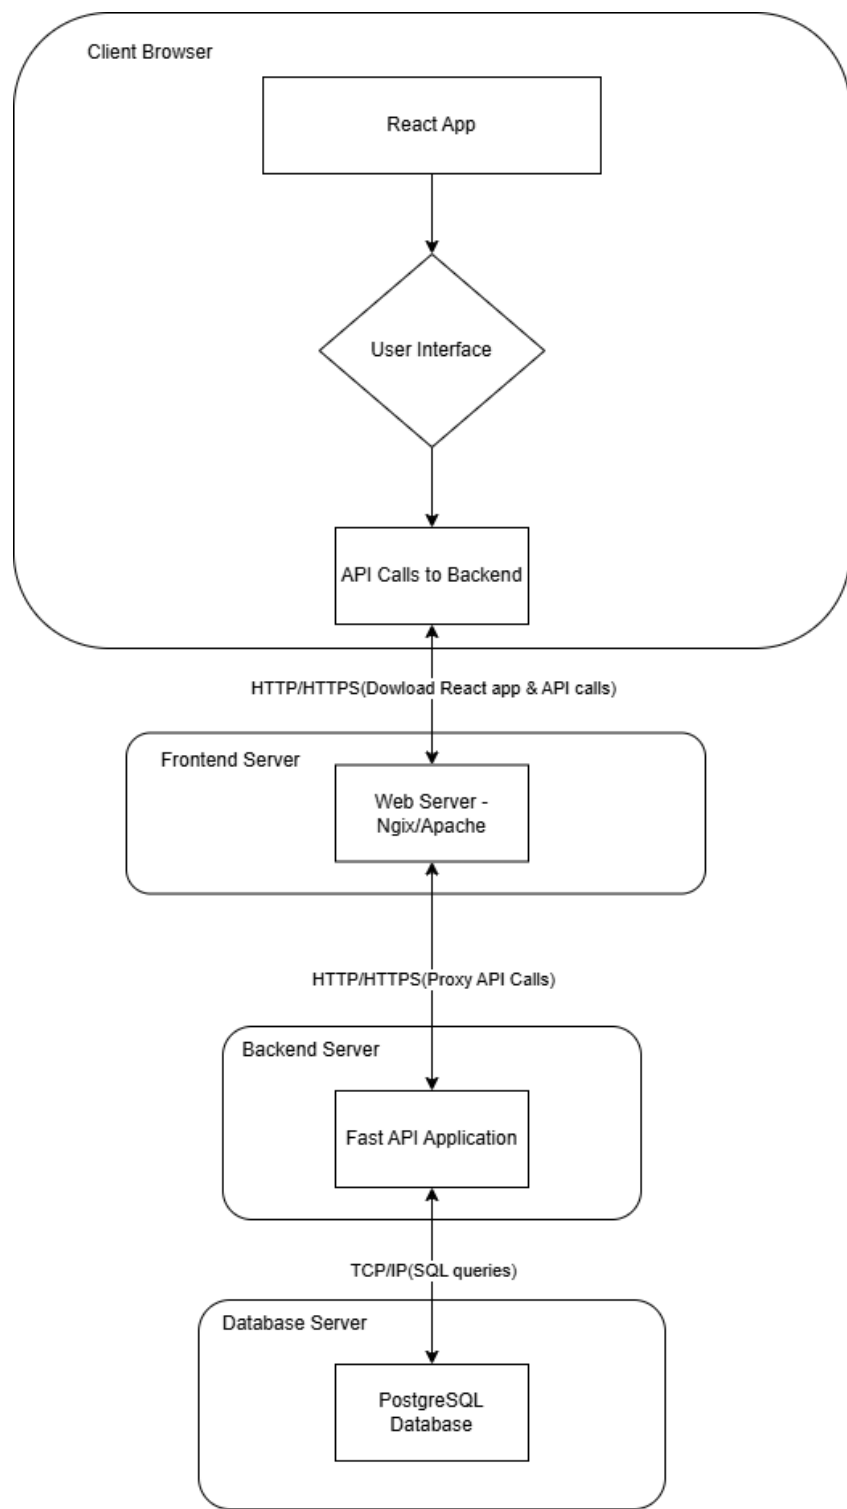 Client Browser
React App
User Interface
API Calls to Backend
HTTP/HTTPS(Dowload React app & API calls)
Frontend Server
Web Server -
Ngix/Apache
HTTP/HTTPS(Proxy API Calls)
Backend Server
Fast API Application
TCP/IP(SQL queries)
Database Server
PostgreSQL
Database